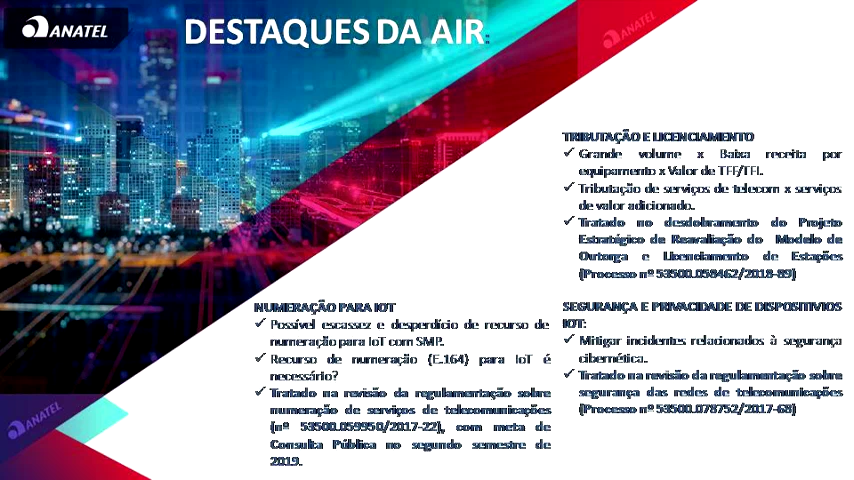 ANATEL
DESTAQUES DA AIR:
ANATEL
TRIBUTAÇÃO E LICENCIAMENTO
✓ Grande volume x Baixa receita por
equipamento x Valor de TFF/TFI.
✓ Tributação de serviços de telecom x serviços
de valor adicionado.
✓ Tratado no desdobramento do Projeto
Estratégico de Reavaliação do Modelo de
Outorga e Licenciamento de Estações
(Processo nº 53500.058462/2018-89)
NUMERAÇÃO PARA IOT
✓ Possível escassez e desperdício de recurso de
numeração para IoT com SMP.
✓ Recurso de numeração (E.164) para IoT é
necessário?
✓ Tratado na revisão da regulamentação sobre
numeração de serviços de telecomunicações
(nº 53500.059950/2017-22), com meta de
Consulta Pública no segundo semestre de
2019.
SEGURANÇA E PRIVACIDADE DE DISPOSITIVIOS
IOT:
✓ Mitigar incidentes relacionados à segurança
cibernética.
✓ Tratado na revisão da regulamentação sobre
segurança das redes de telecomunicações
(Processo nº 53500.078752/2017-68)
ANATEL